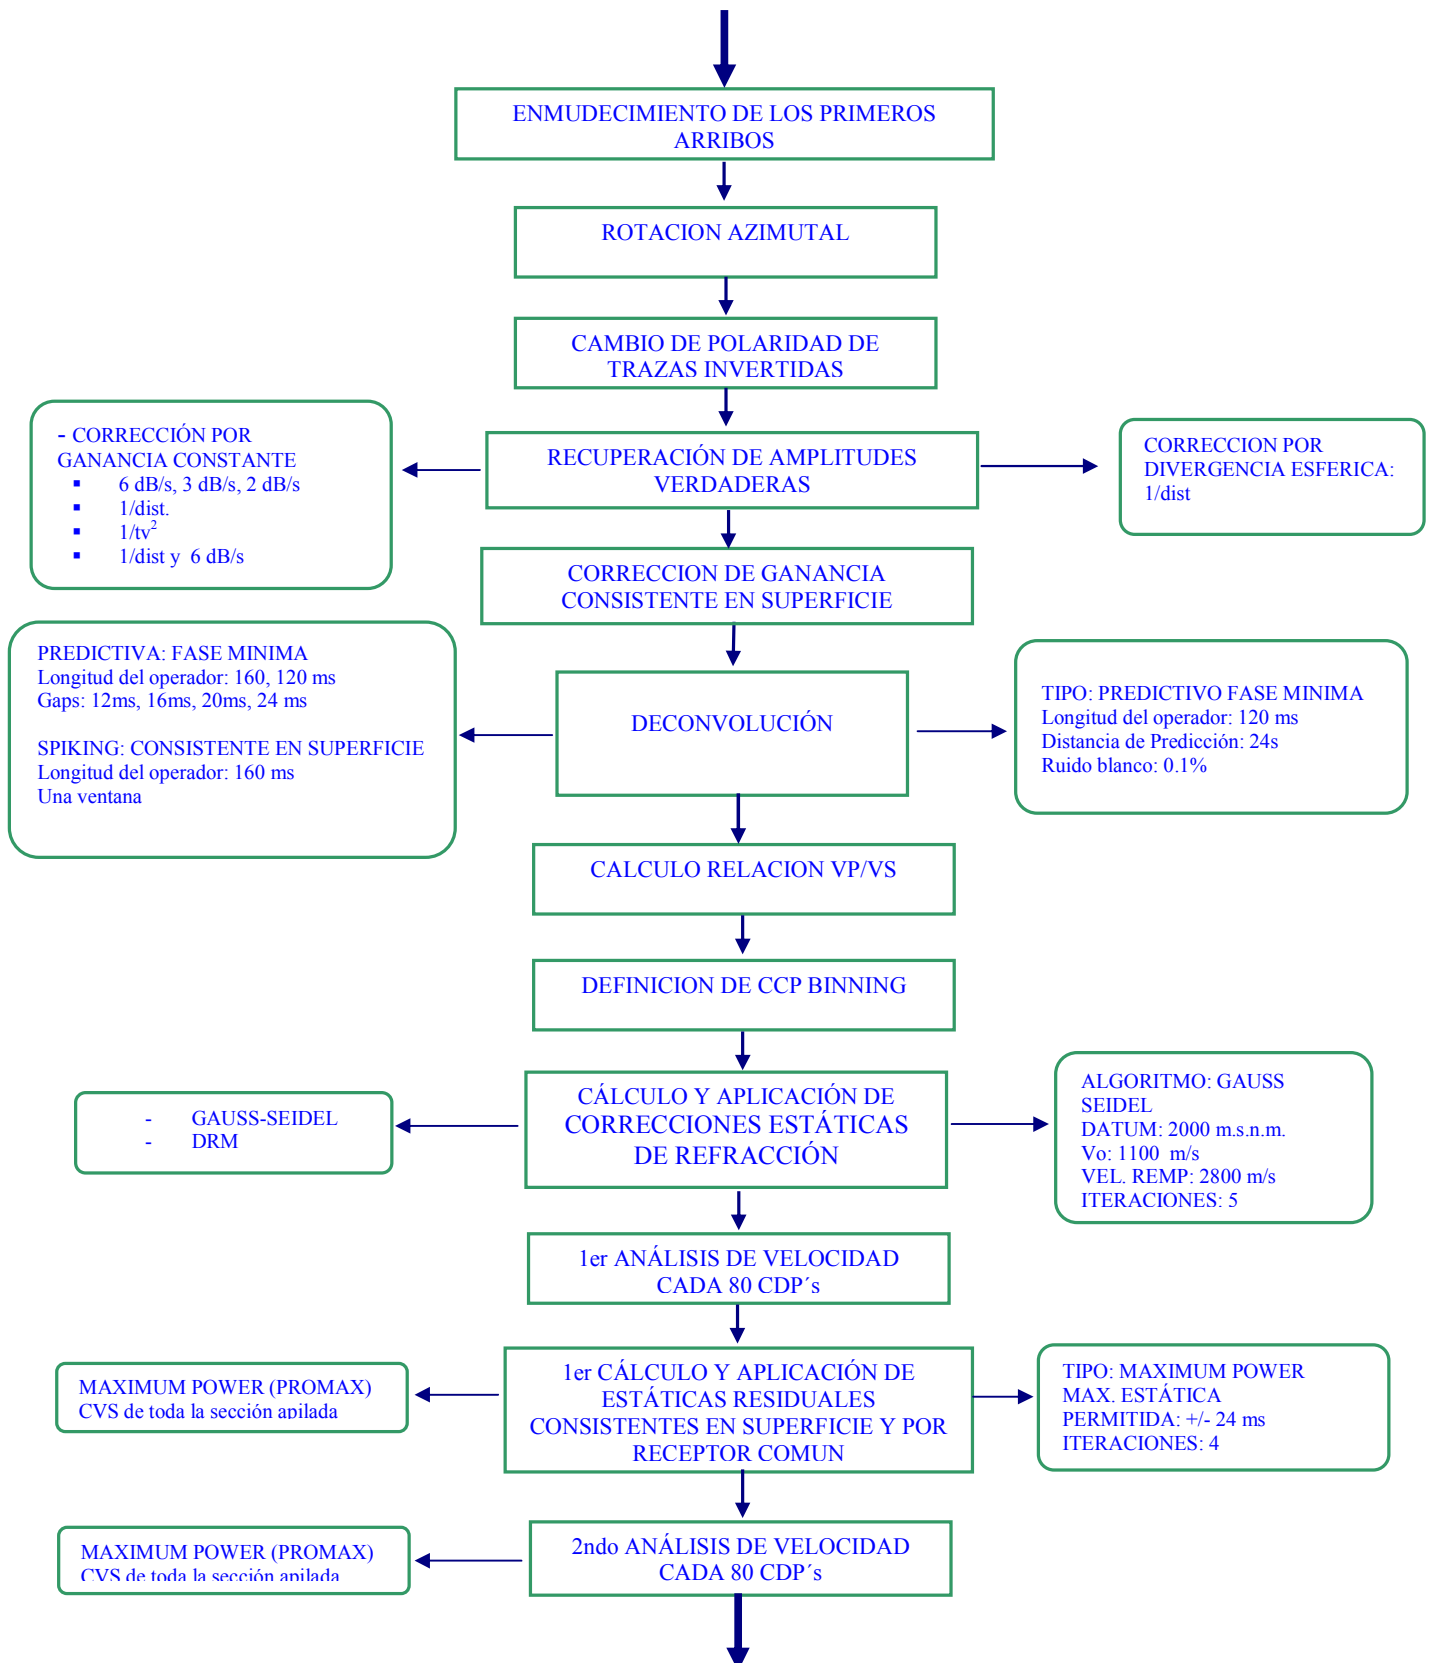 ENMUDECIMIENTO DE LOS PRIMEROS
ARRIBOS
ROTACION AZIMUTAL
CAMBIO DE POLARIDAD DE
TRAZAS INVERTIDAS
- CORRECCIÓN POR
GANANCIA CONSTANTE
▪ 6 dB/s, 3 dB/s, 2 dB/s
▪ 1/dist.
▪ 1/tv²
▪ 1/dist y 6 dB/s
RECUPERACIÓN DE AMPLITUDES
VERDADERAS
CORRECCION POR
DIVERGENCIA ESFERICA:
1/dist
CORRECCION DE GANANCIA
CONSISTENTE EN SUPERFICIE
PREDICTIVA: FASE MINIMA
Longitud del operador: 160, 120 ms
Gaps: 12ms, 16ms, 20ms, 24 ms
SPIKING: CONSISTENTE EN SUPERFICIE
Longitud del operador: 160 ms
Una ventana
DECONVOLUCIÓN
TIPO: PREDICTIVO FASE MINIMA
Longitud del operador: 120 ms
Distancia de Predicción: 24s
Ruido blanco: 0.1%
CALCULO RELACION VP/VS
DEFINICION DE CCP BINNING
- GAUSS-SEIDEL
- DRM
CÁLCULO Y APLICACIÓN DE
CORRECCIONES ESTÁTICAS
DE REFRACCIÓN
ALGORITMO: GAUSS
SEIDEL
DATUM: 2000 m.s.n.m.
Vo: 1100 m/s
VEL. REMP: 2800 m/s
ITERACIONES: 5
1er ANÁLISIS DE VELOCIDAD
CADA 80 CDP´s
MAXIMUM POWER (PROMAX)
CVS de toda la sección apilada
1er CÁLCULO Y APLICACIÓN DE
ESTÁTICAS RESIDUALES
CONSISTENTES EN SUPERFICIE Y POR
RECEPTOR COMUN
TIPO: MAXIMUM POWER
MAX. ESTÁTICA
PERMITIDA: +/- 24 ms
ITERACIONES: 4
MAXIMUM POWER (PROMAX)
CVS de toda la sección apilada
2ndo ANÁLISIS DE VELOCIDAD
CADA 80 CDP´s